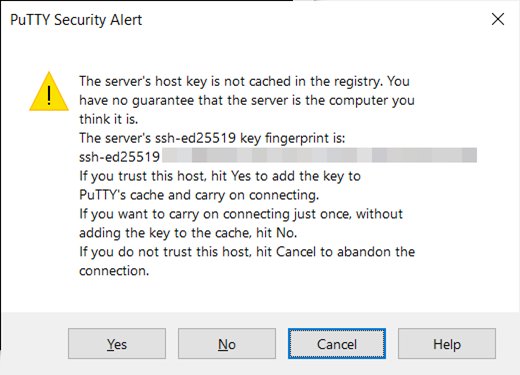 PuTTY Security Alert
The server's host key is not cached in the registry. You
have no guarantee that the server is the computer you
think it is.
The server's ssh-ed25519 key fingerprint is:
ssh-ed25519
If you trust this host, hit Yes to add the key to
PuTTY's cache and carry on connecting.
If you want to carry on connecting just once, without
adding the key to the cache, hit No.
If you do not trust this host, hit Cancel to abandon the
connection.
Yes
No
Cancel
Help